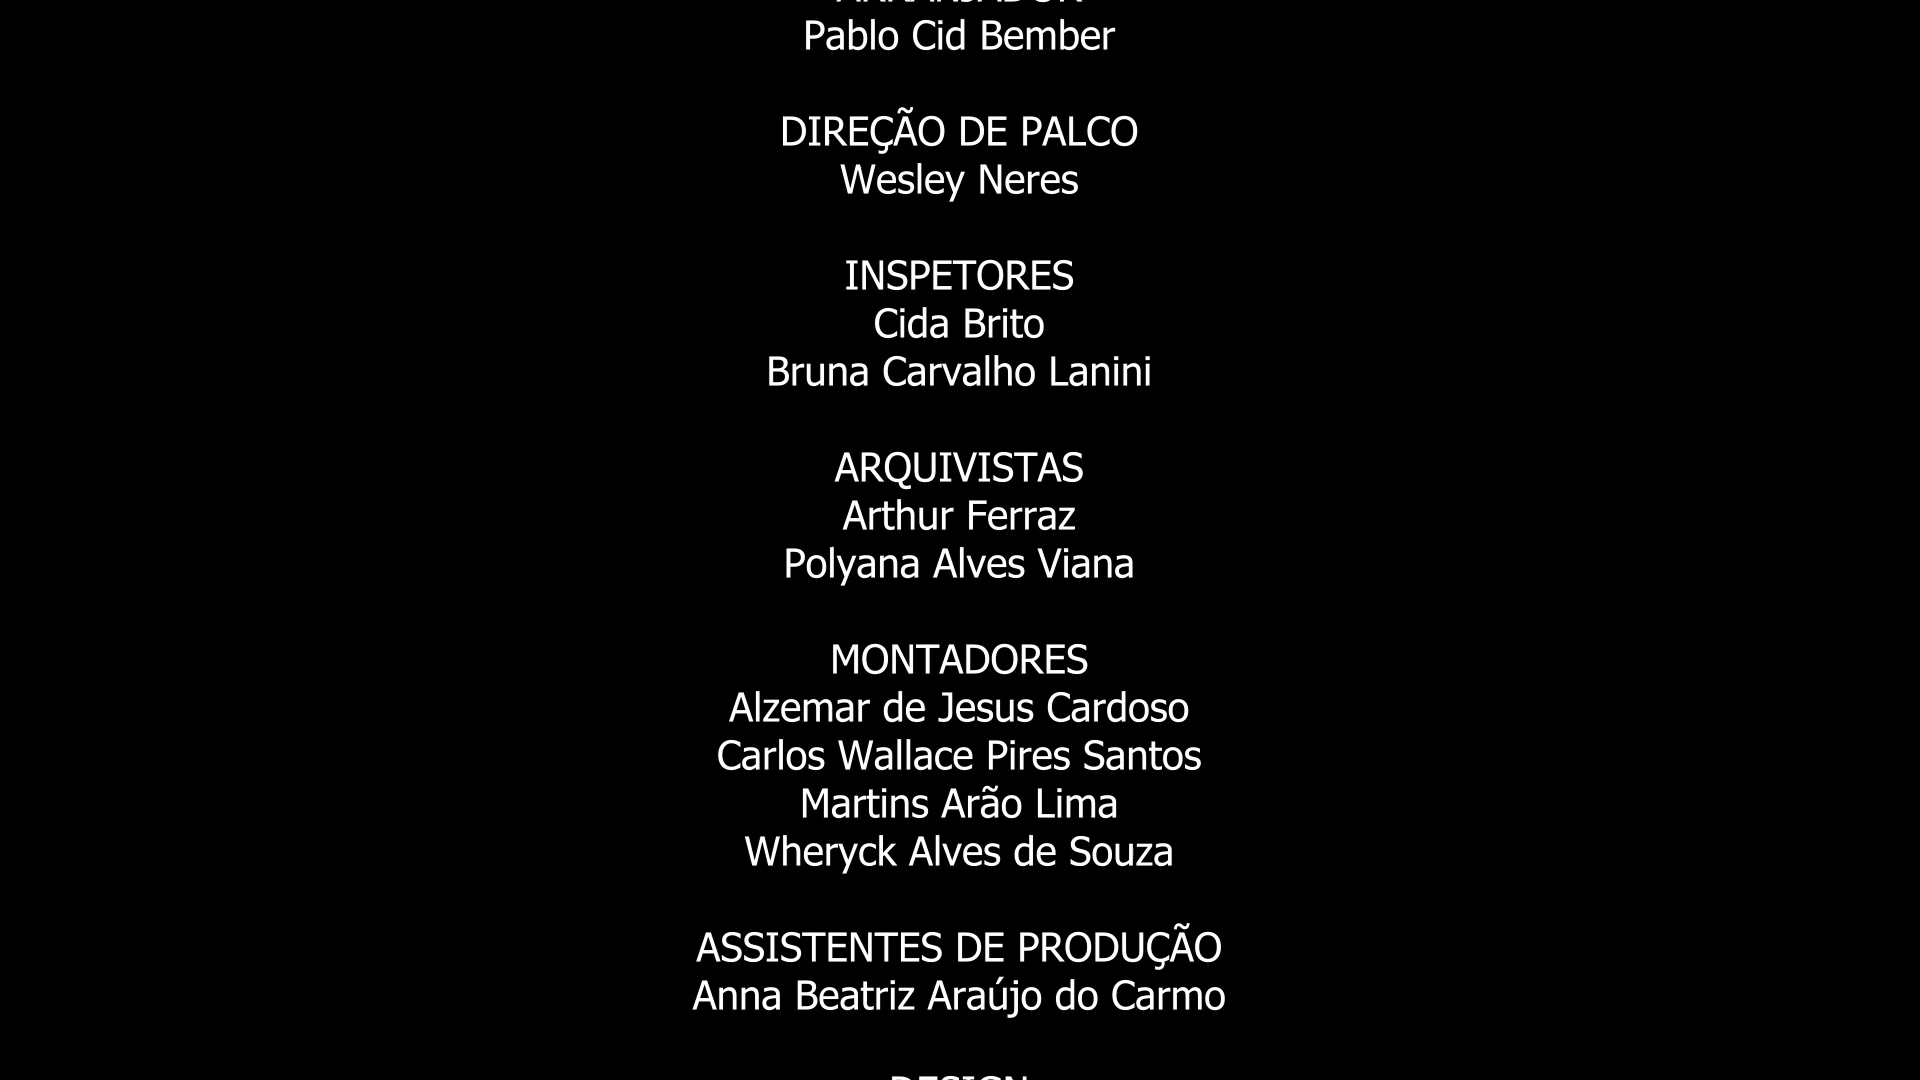 ARRANJADOR
Pablo Cid Bember
DIREÇÃO DE PALCO
Wesley Neres
INSPETORES
Cida Brito
Bruna Carvalho Lanini
ARQUIVISTAS
Arthur Ferraz
Polyana Alves Viana
MONTADORES
Alzemar de Jesus Cardoso
Carlos Wallace Pires Santos
Martins Arão Lima
Wheryck Alves de Souza
ASSISTENTES DE PRODUÇÃO
Anna Beatriz Araújo do Carmo
DESIGN